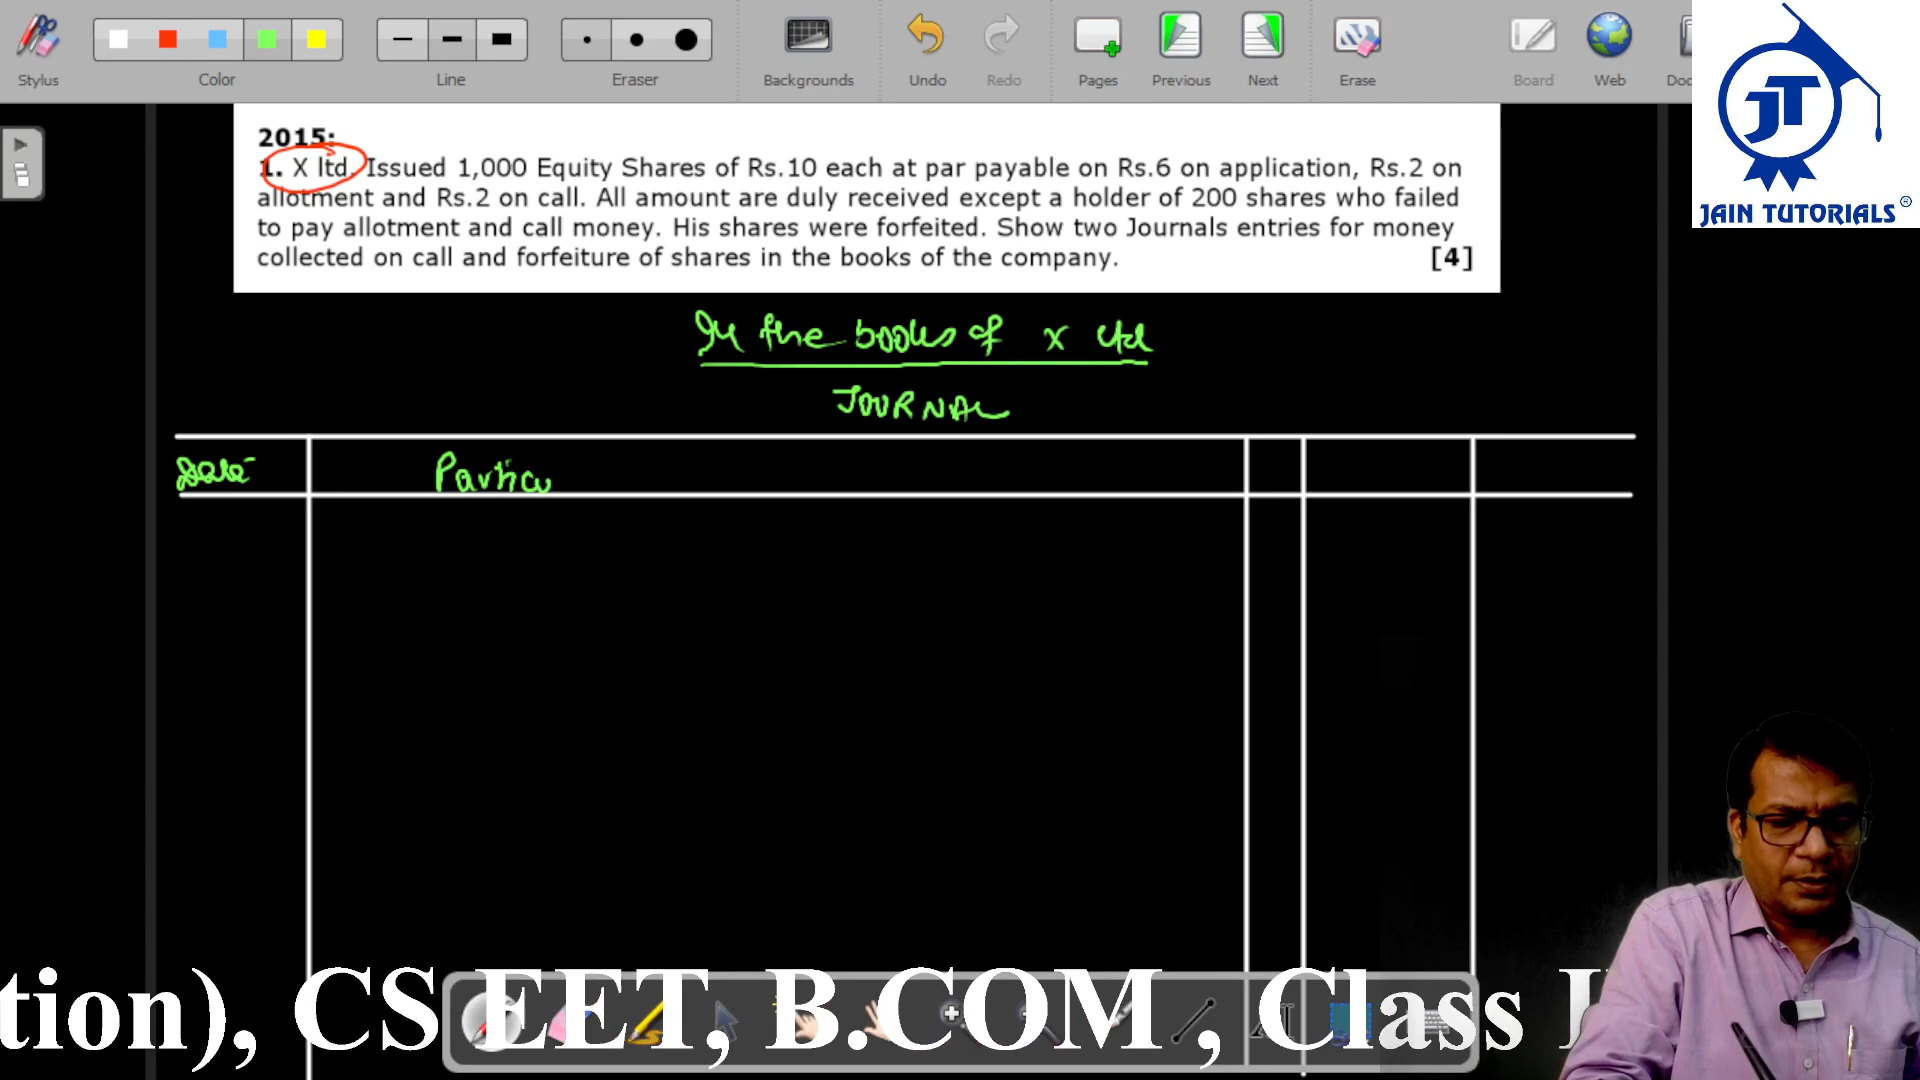 Stylus
Color
Line
Eraser
Backgrounds
Undo
Redo
Pages
Previous
Next
Erase
Board
Web
JT
JAIN TUTORIALS®
2015:
1. X ltd. Issued 1,000 Equity Shares of Rs.10 each at par payable on Rs.6 on application, Rs.2 on
allotment and Rs.2 on call. All amount are duly received except a holder of 200 shares who failed
to pay allotment and call money. His shares were forfeited. Show two Journals entries for money
collected on call and forfeiture of shares in the books of the company. [4]
In the books of X Ltd
JOURNAL
Date Particu
tion), CS EET, B.COM , Class I